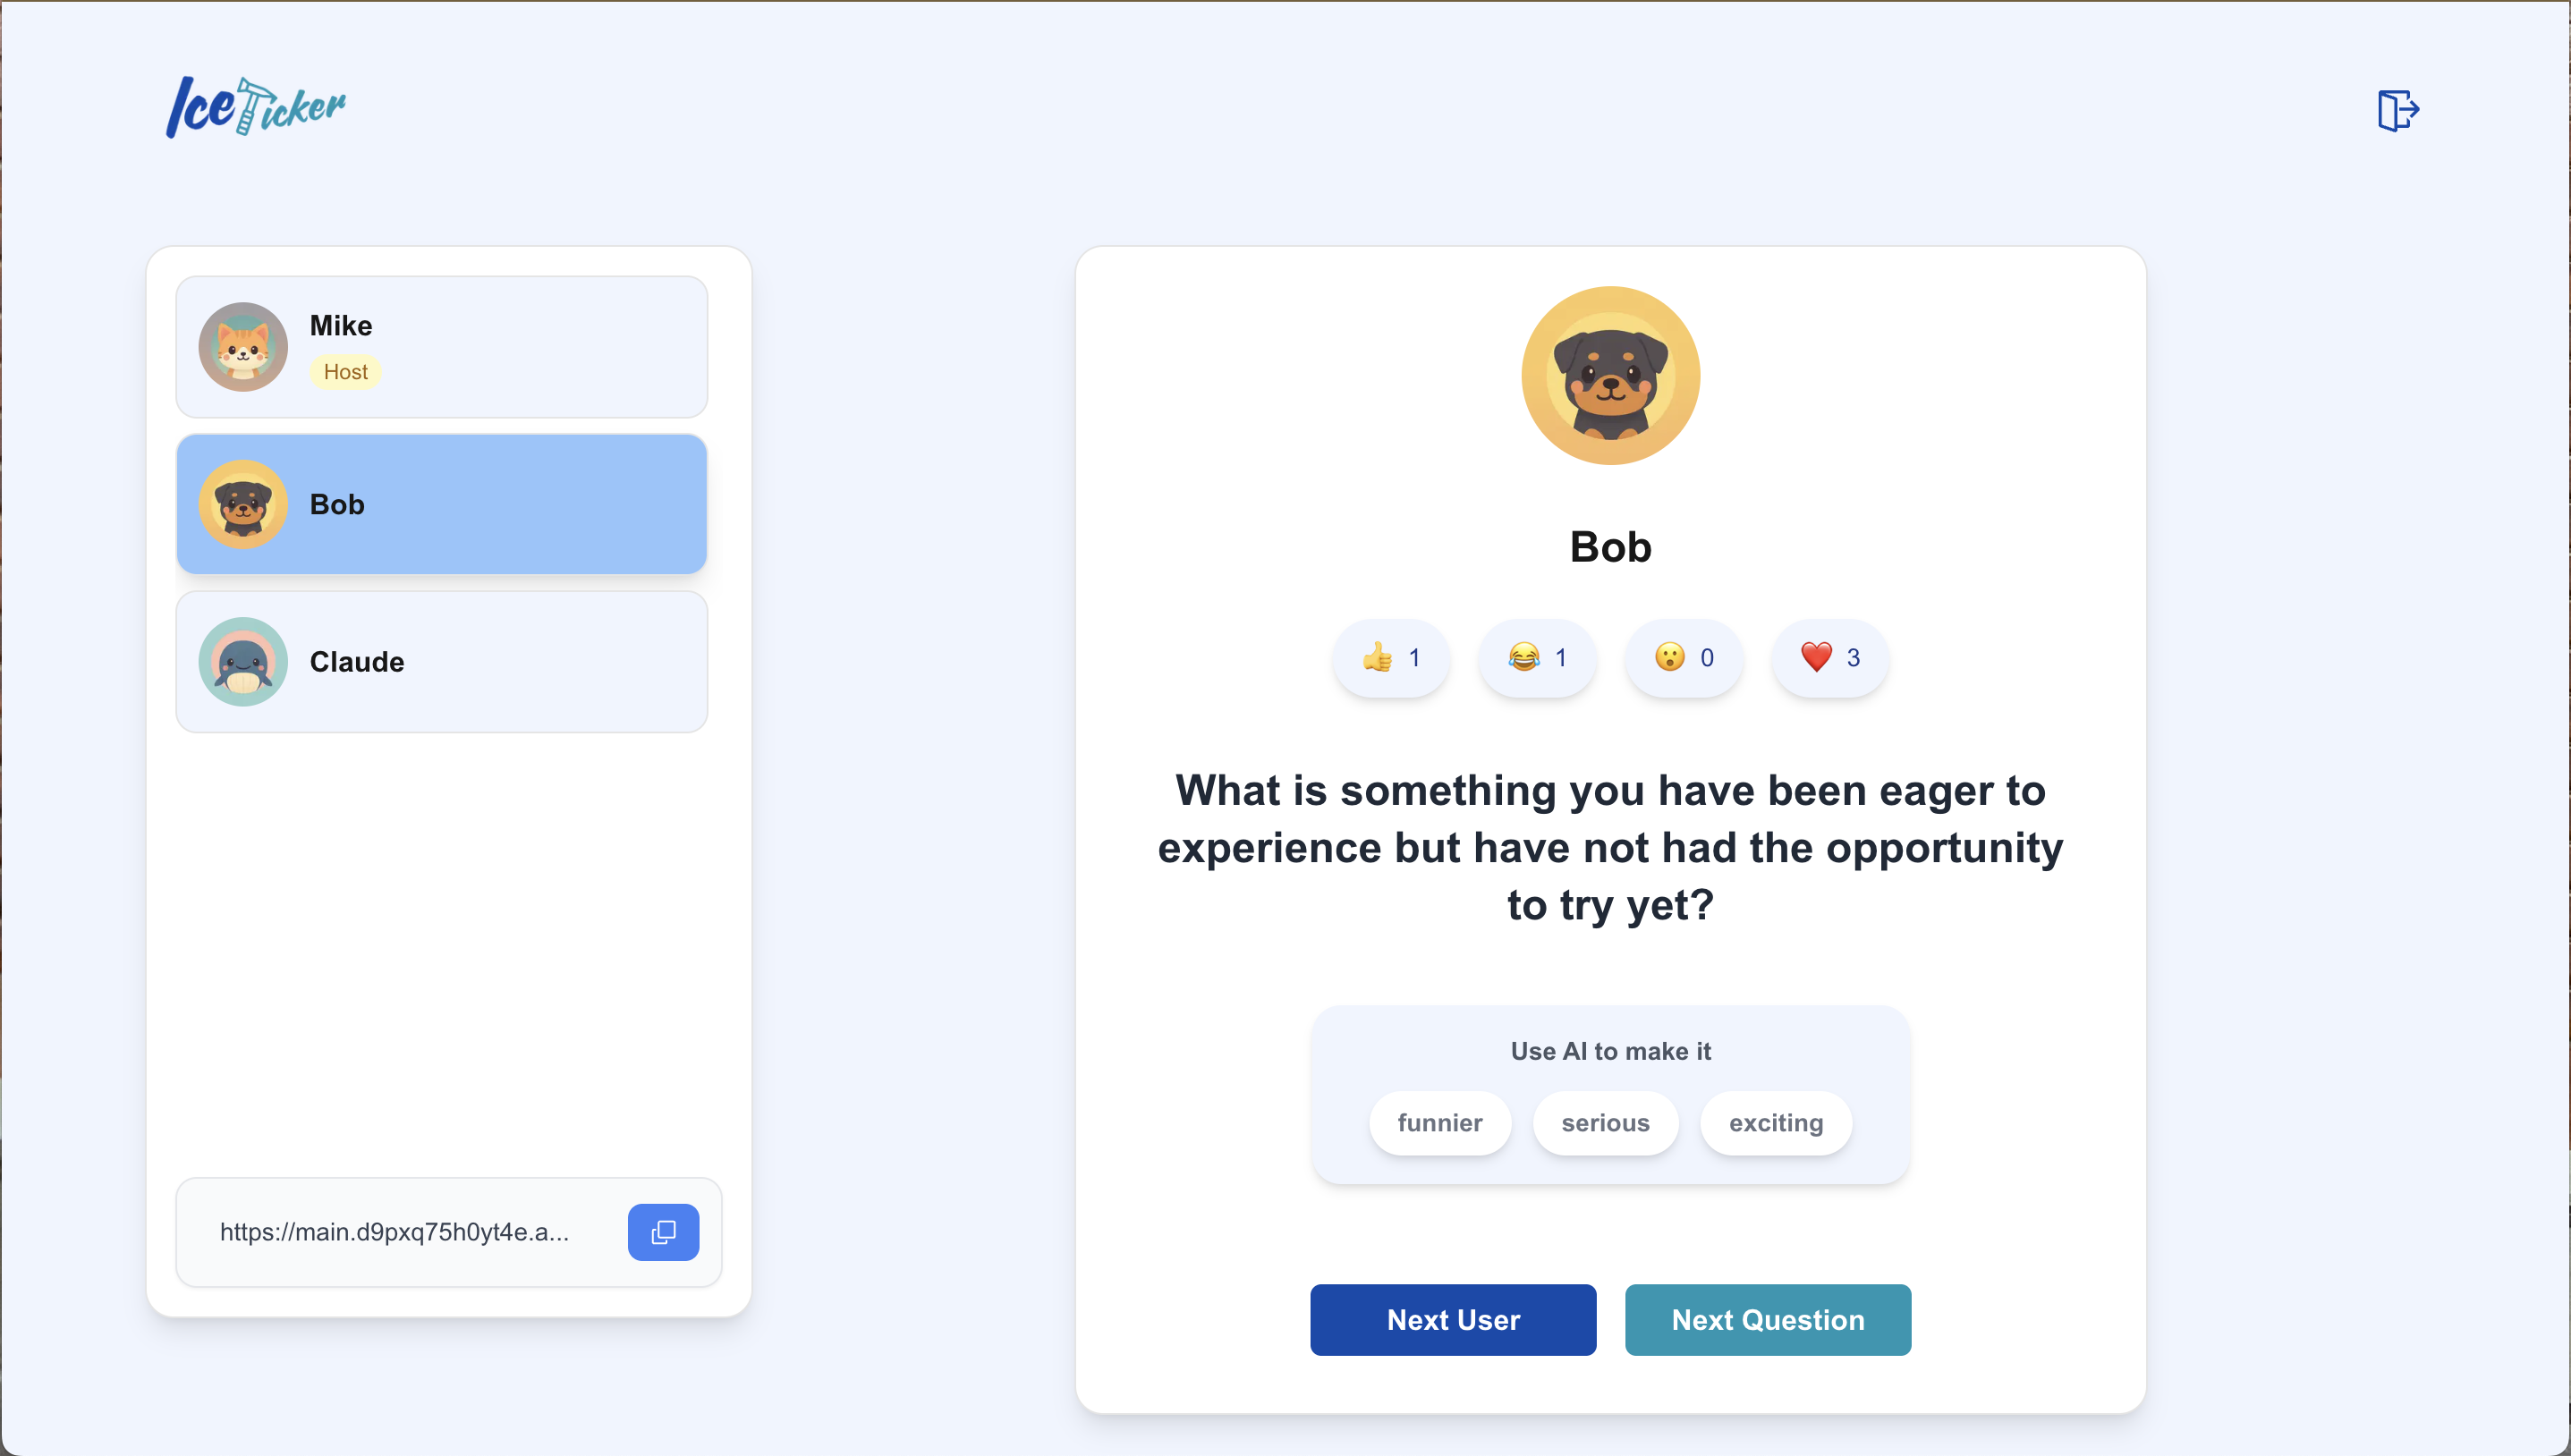 IceTicker
Mike
Host
Bob
Claude
https://main.d9pxq75h0yt4e.a...
Bob
👍 1
😂 1
😮 0
❤️ 3
What is something you have been eager to
experience but have not had the opportunity
to try yet?
Use AI to make it
funnier
serious
exciting
Next User
Next Question